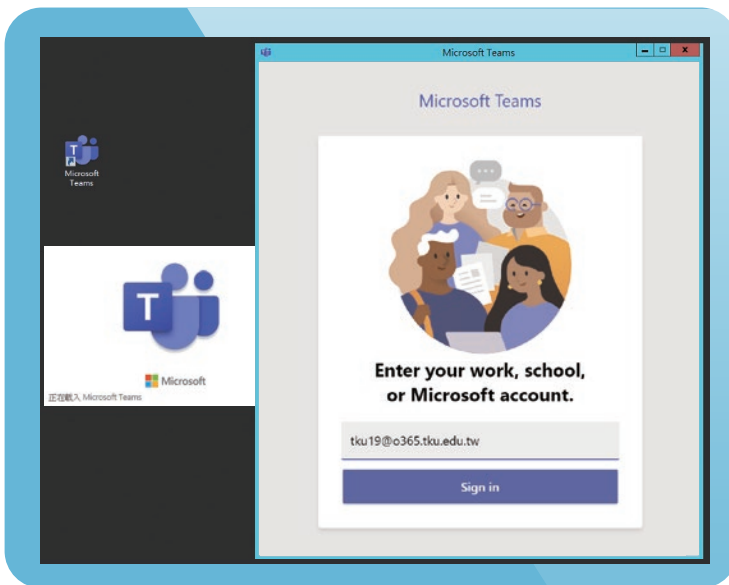 Microsoft Teams
Microsoft Teams
Microsoft
Teams
T
Microsoft
正在載入 Microsoft Teams
Enter your work, school,
or Microsoft account.
tku19@o365.tku.edu.tw
Sign in